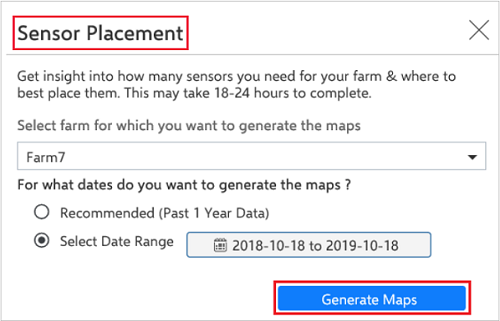 Sensor Placement
Get insight into how many sensors you need for your farm & where to
best place them. This may take 18-24 hours to complete.
Select farm for which you want to generate the maps
Farm7
For what dates do you want to generate the maps ?
Recommended (Past 1 Year Data)
Select Date Range 2018-10-18 to 2019-10-18
Generate Maps